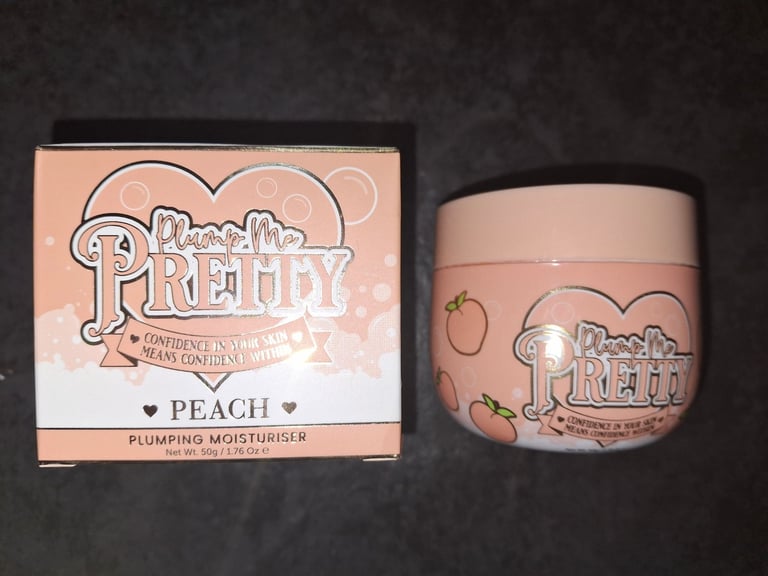 Plump Me
PRETTY
CONFIDENCE IN YOUR SKIN
MEANS CONFIDENCE WITHIN
PEACH
PLUMPING MOISTURISER
Net Wt. 50g / 1.76 Oz e
Plump Me
PRETTY
CONFIDENCE IN YOUR SKIN
MEANS CONFIDENCE WITHIN